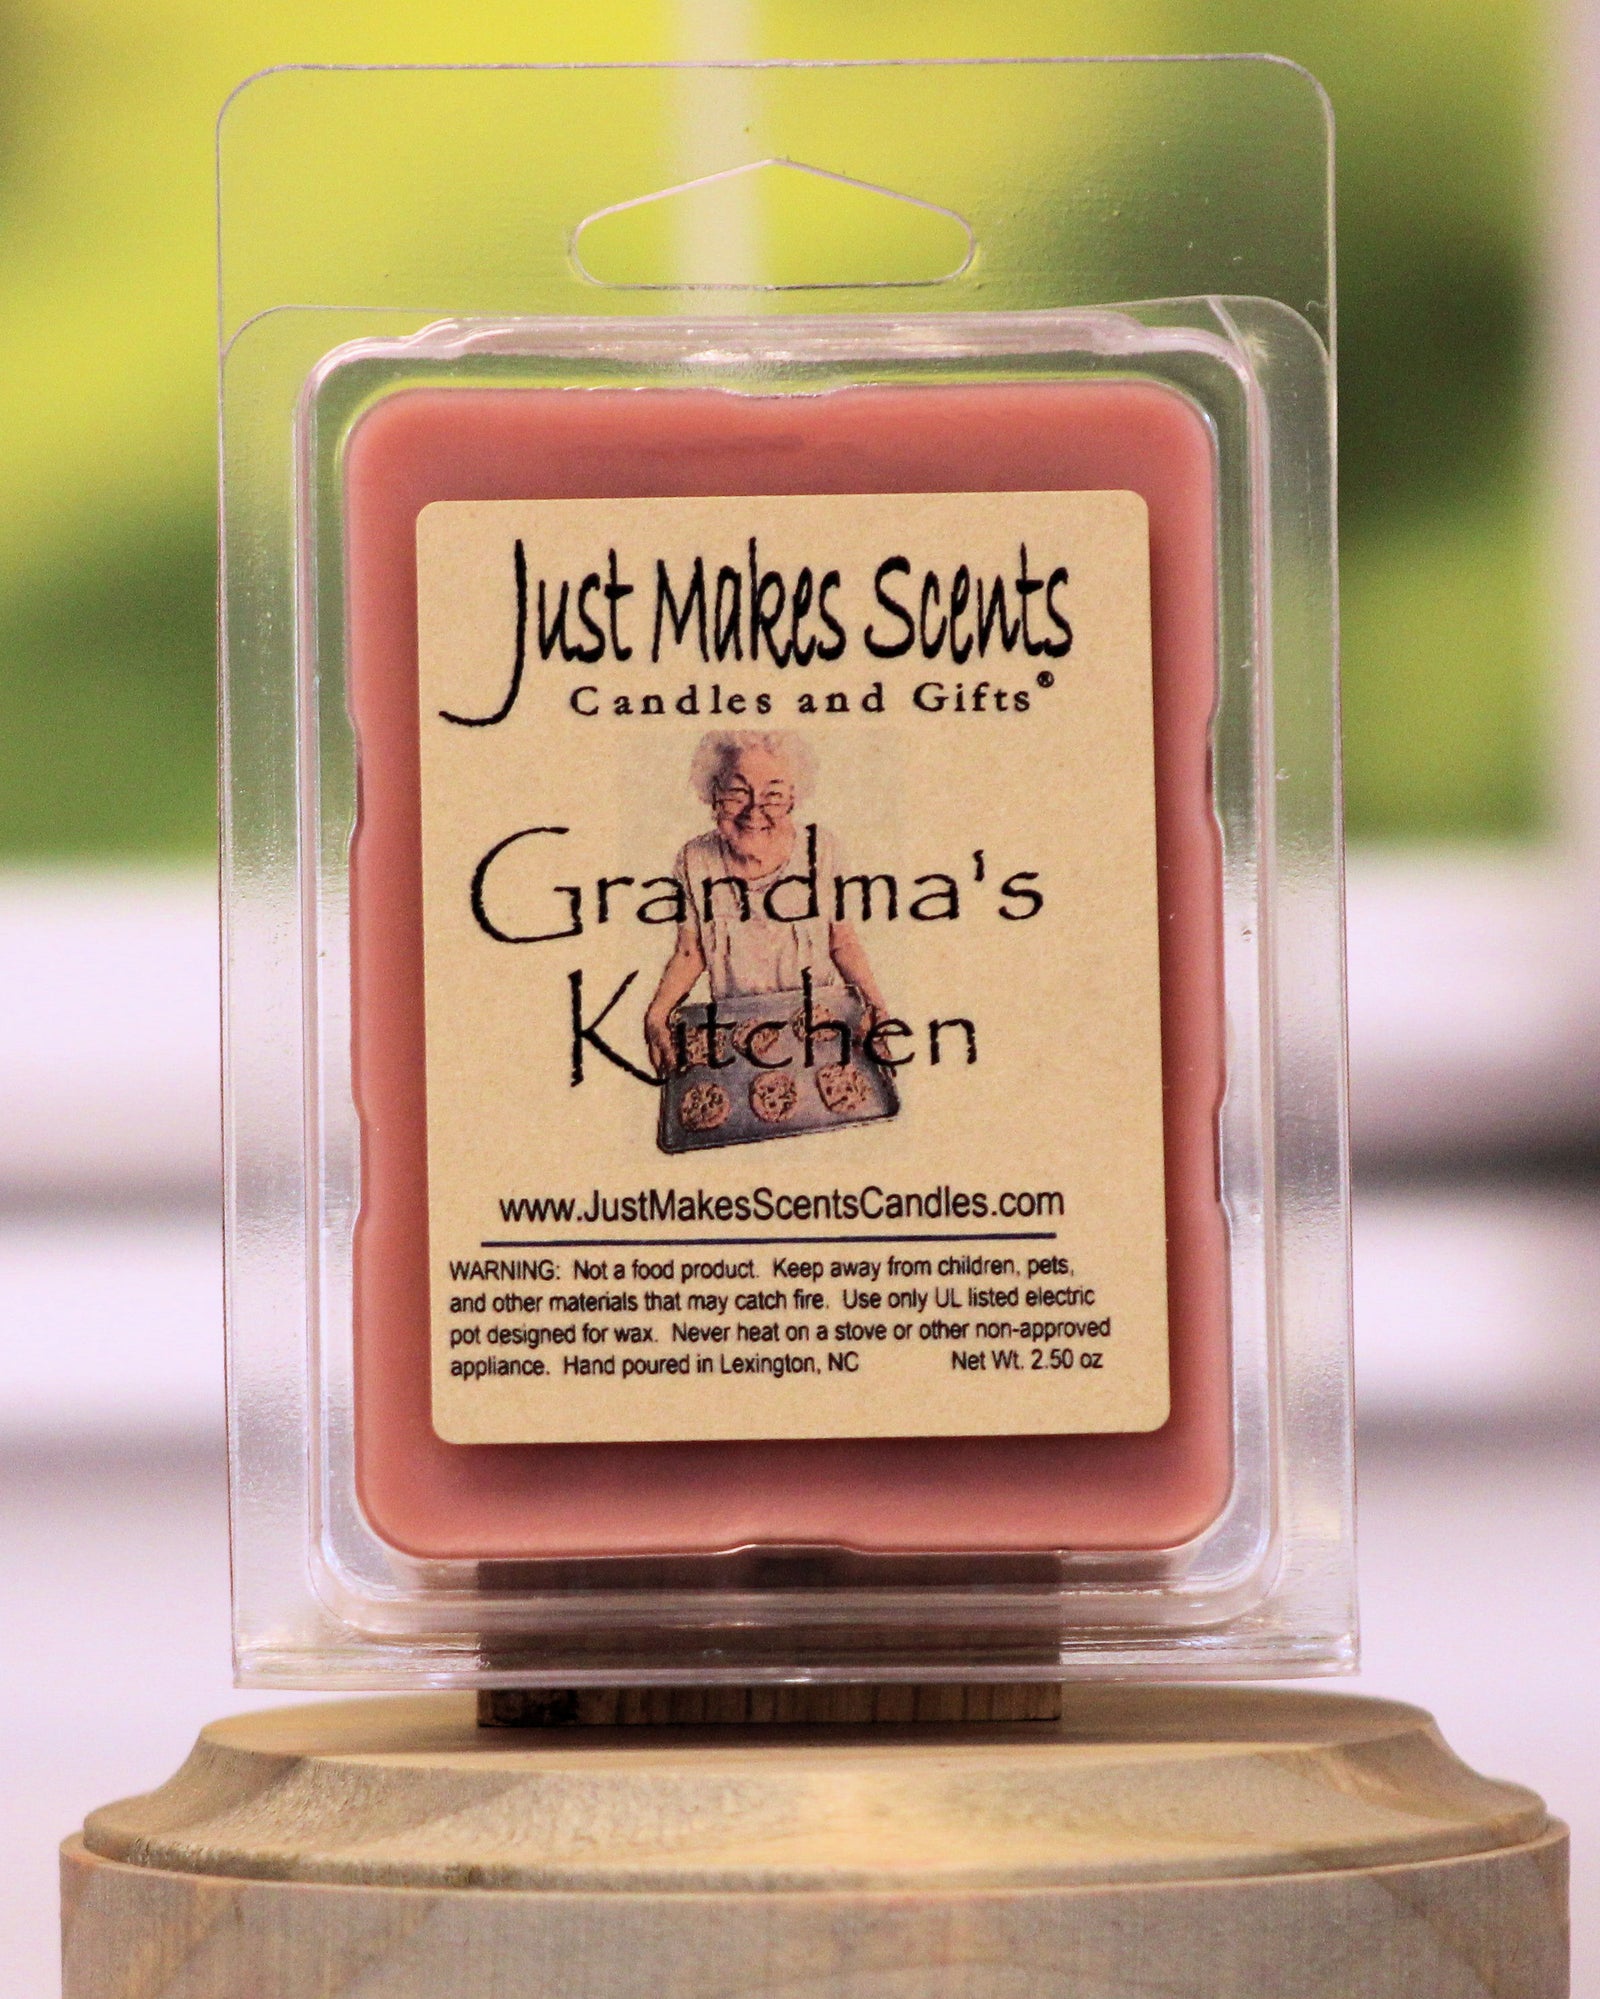 Just Makes Scents
Candles and Gifts®
Grandma's
Kitchen
www.JustMakesScentsCandles.com
WARNING: Not a food product. Keep away from children, pets,
and other materials that may catch fire. Use only UL listed electric
pot designed for wax. Never heat on a stove or other non-approved
appliance. Hand poured in Lexington, NC Net Wt. 2.50 oz